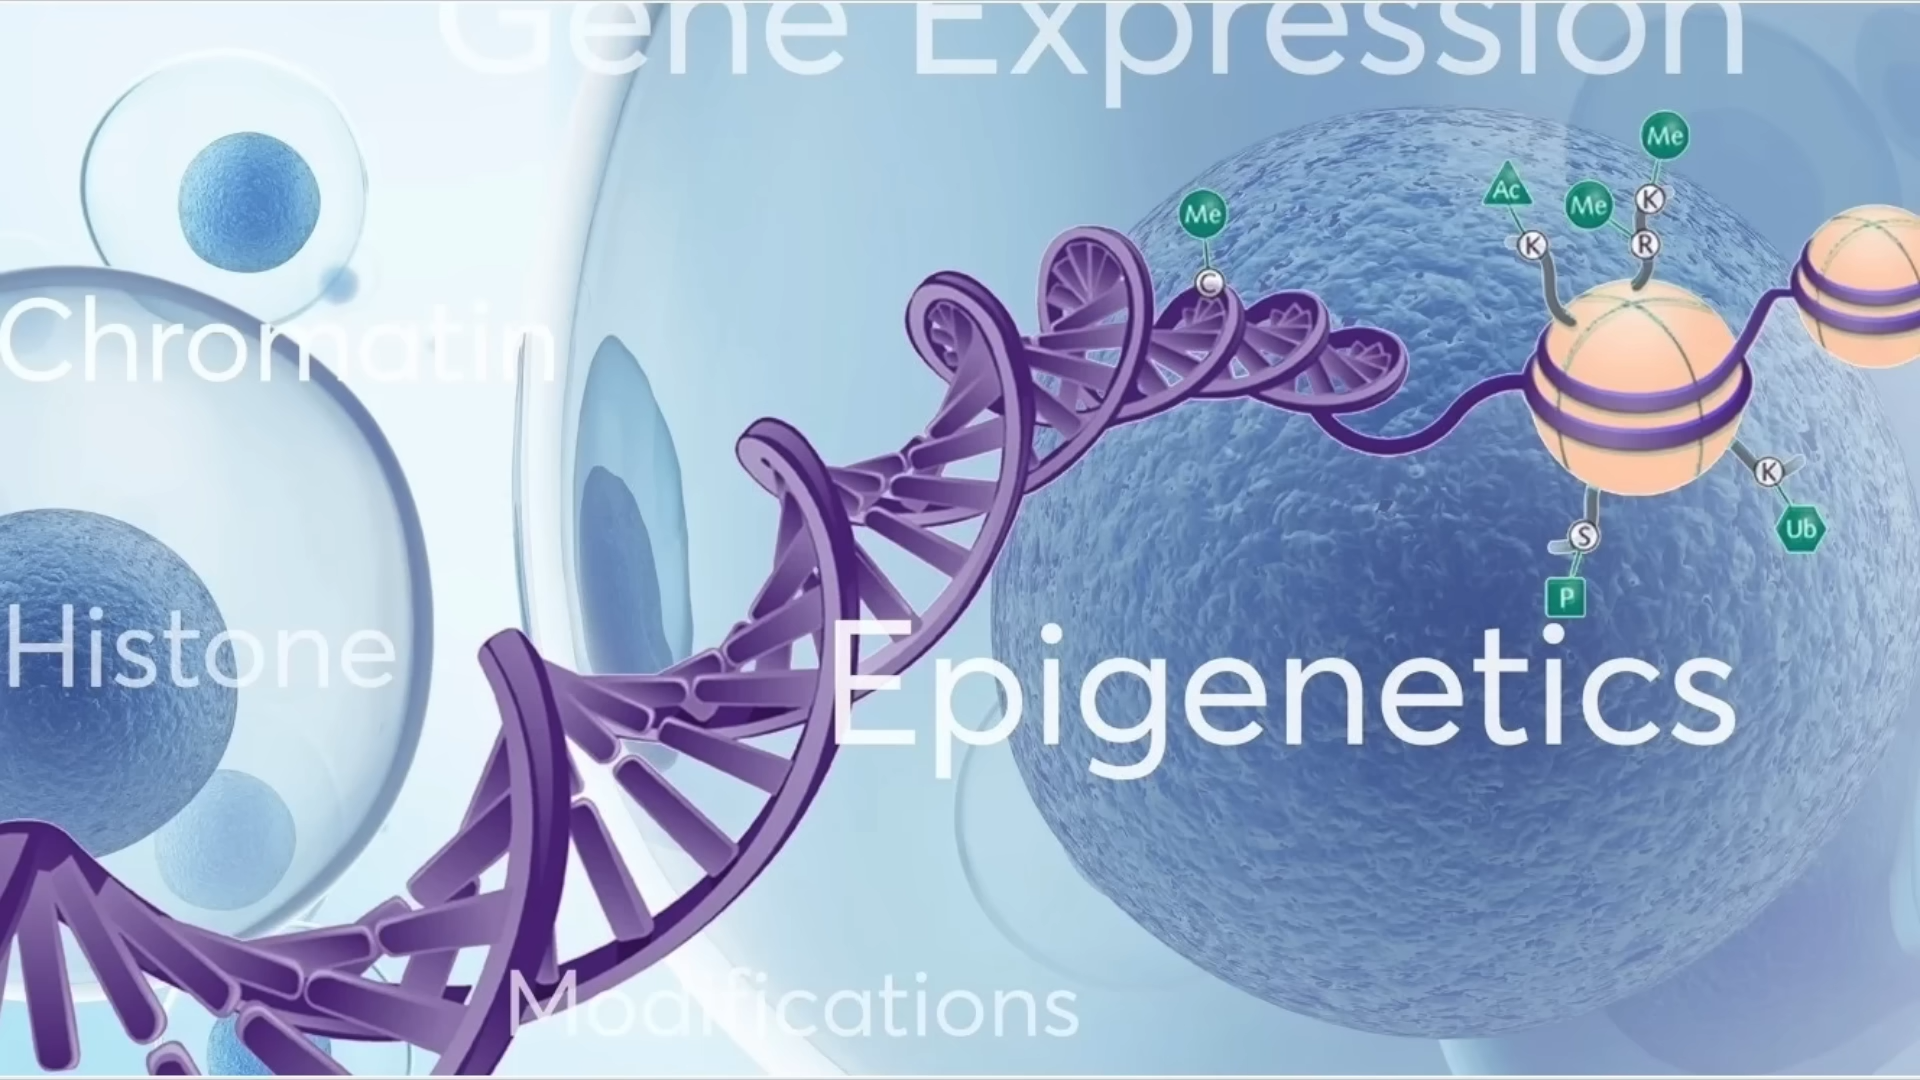 Gene Expression
Me
Ac
Me
K
Me
C
K
R
Chromatin
K
Ub
S
P
Histone
Epigenetics
Modifications